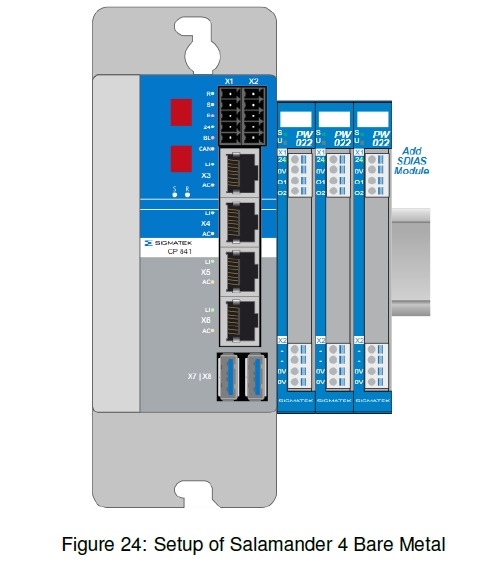 X1 X2
R
S
E
24
BL
CAN
LI
X3
AC
S R
LI
X4
AC
SIGMATEK
CP 841
LI
X5
AC
LI
X6
AC
X7 | X8
S PW
U 022
X1
24
0V
O1
O2
X2
-
-
0V
0V
SIGMATEK
S PW
U 022
X1
24
0V
O1
O2
X2
-
-
0V
0V
SIGMATEK
S PW
U 022
X1
24
0V
O1
O2
X2
-
-
0V
0V
SIGMATEK
Add
SDIAS
Module
Figure 24: Setup of Salamander 4 Bare Metal